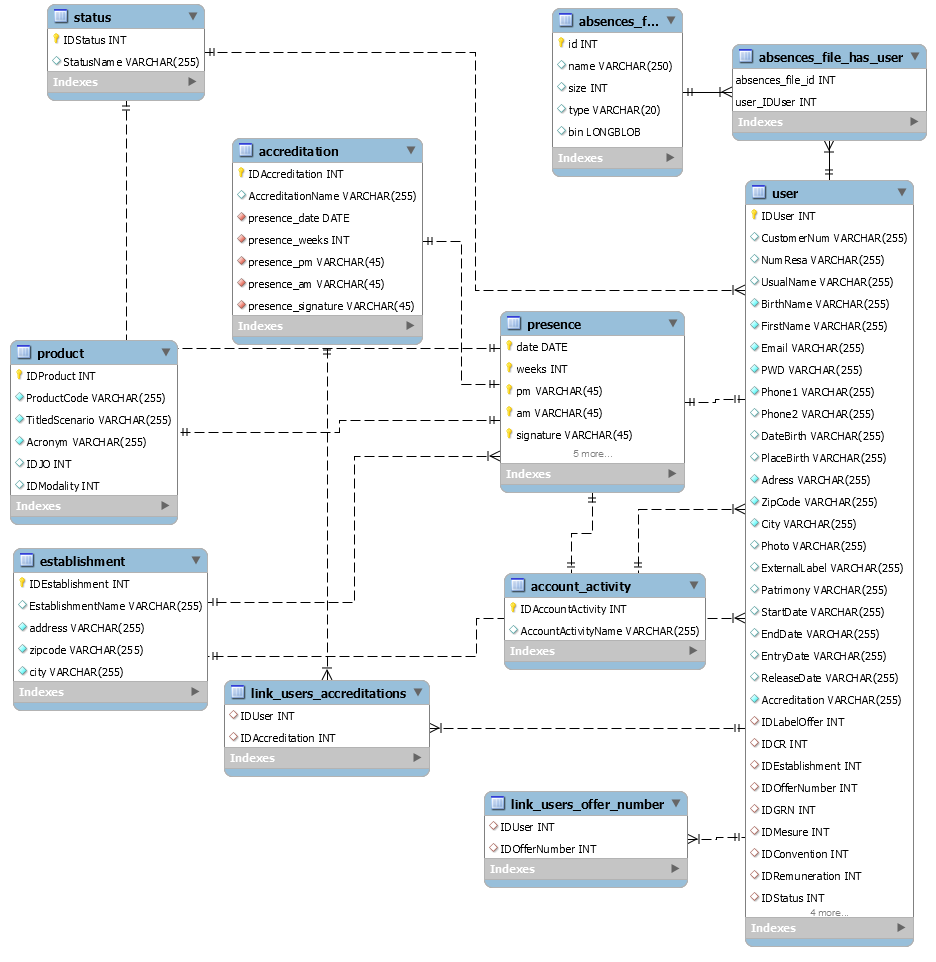 status
IDStatus INT
StatusName VARCHAR(255)
Indexes
absences_f...
id INT
name VARCHAR(250)
size INT
type VARCHAR(20)
bin LONGBLOB
Indexes
absences_file_has_user
absences_file_id INT
user_IDUser INT
Indexes
accreditation
IDAccreditation INT
AccreditationName VARCHAR(255)
presence_date DATE
presence_weeks INT
presence_pm VARCHAR(45)
presence_am VARCHAR(45)
presence_signature VARCHAR(45)
Indexes
user
IDUser INT
CustomerNum VARCHAR(255)
NumResa VARCHAR(255)
UsualName VARCHAR(255)
BirthName VARCHAR(255)
FirstName VARCHAR(255)
Email VARCHAR(255)
PWD VARCHAR(255)
Phone1 VARCHAR(255)
Phone2 VARCHAR(255)
DateBirth VARCHAR(255)
PlaceBirth VARCHAR(255)
Adress VARCHAR(255)
ZipCode VARCHAR(255)
City VARCHAR(255)
Photo VARCHAR(255)
ExternalLabel VARCHAR(255)
Patrimony VARCHAR(255)
StartDate VARCHAR(255)
EndDate VARCHAR(255)
EntryDate VARCHAR(255)
ReleaseDate VARCHAR(255)
Accreditation VARCHAR(255)
IDLabelOffer INT
IDCR INT
IDEstablishment INT
IDOfferNumber INT
IDGRN INT
IDMesure INT
IDConvention INT
IDRemuneration INT
IDStatus INT
4 more...
Indexes
presence
date DATE
weeks INT
pm VARCHAR(45)
am VARCHAR(45)
signature VARCHAR(45)
5 more...
Indexes
product
IDProduct INT
ProductCode VARCHAR(255)
TitledScenario VARCHAR(255)
Acronym VARCHAR(255)
IDJO INT
IDModality INT
Indexes
establishment
IDEstablishment INT
EstablishmentName VARCHAR(255)
address VARCHAR(255)
zipcode VARCHAR(255)
city VARCHAR(255)
Indexes
account_activity
IDAccountActivity INT
AccountActivityName VARCHAR(255)
Indexes
link_users_accreditations
IDUser INT
IDAccreditation INT
Indexes
link_users_offer_number
IDUser INT
IDOfferNumber INT
Indexes